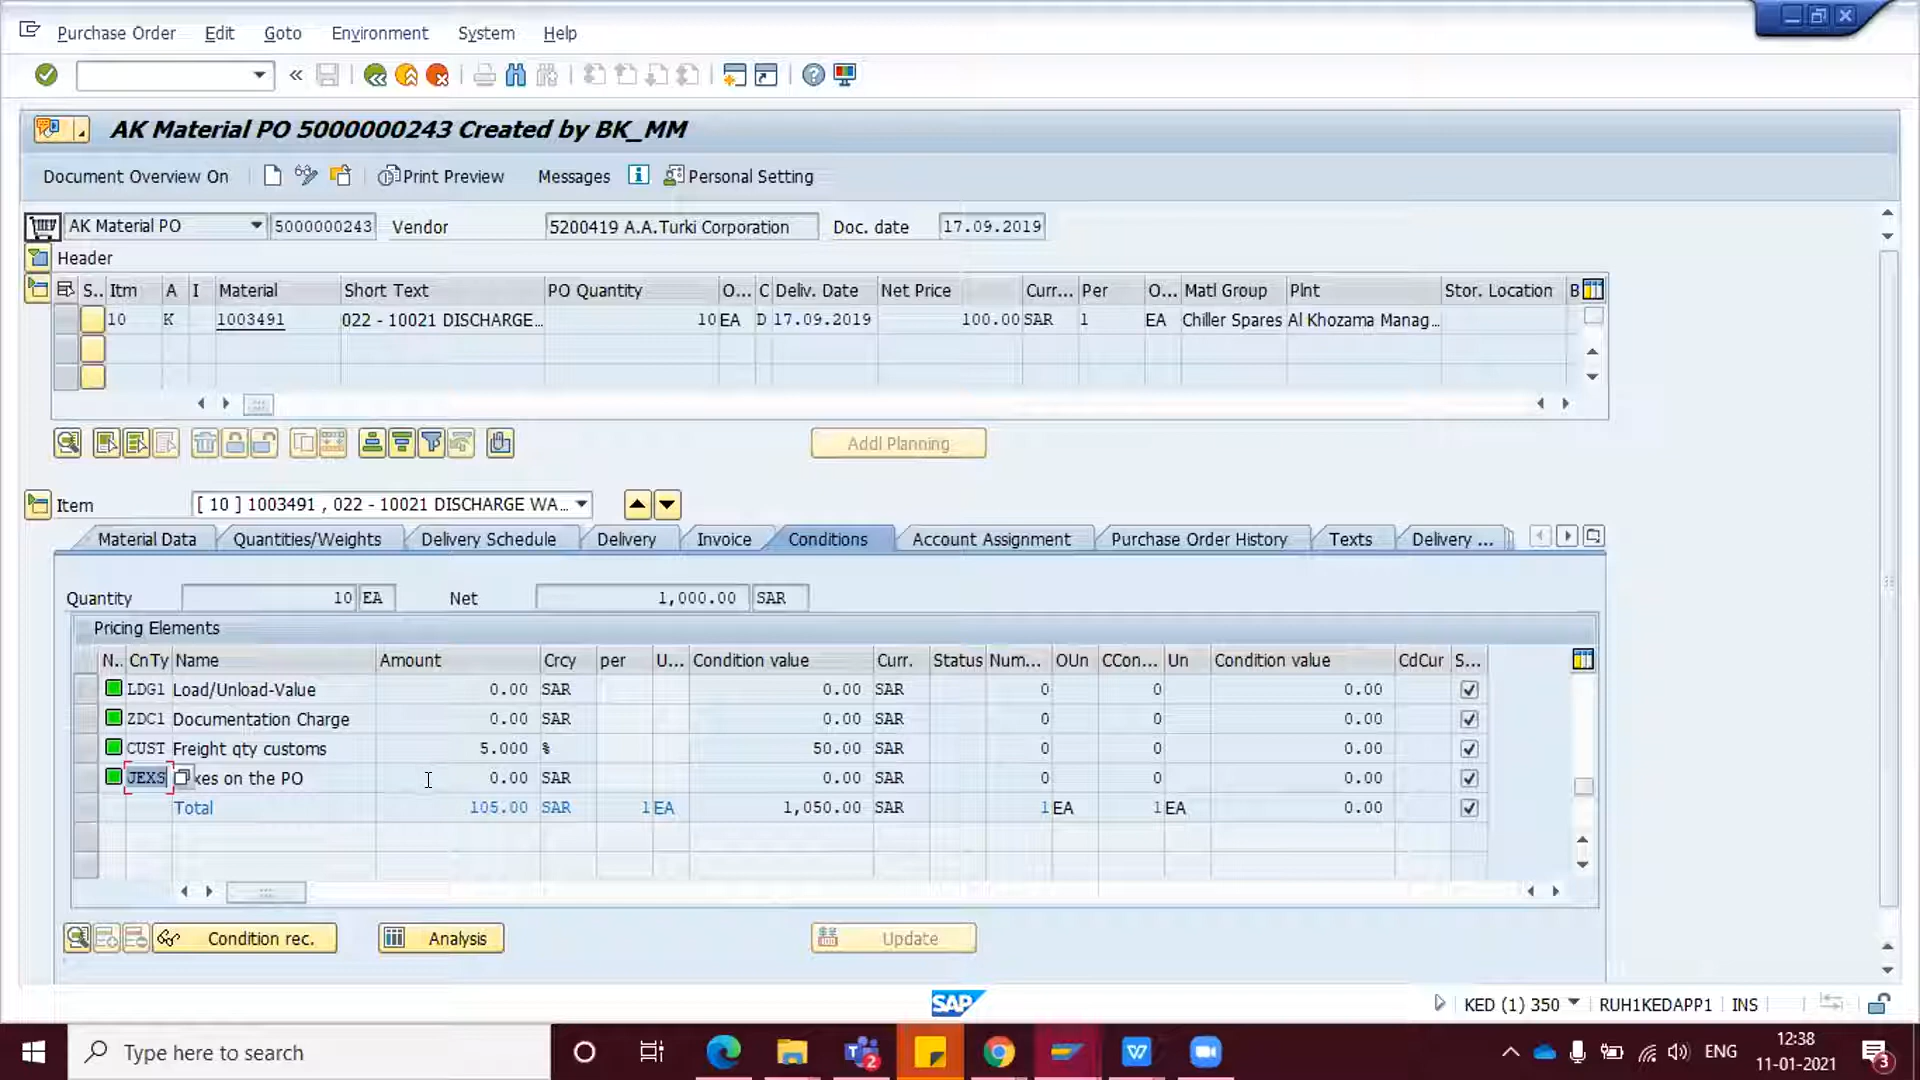 Purchase Order Edit Goto Environment System Help
AK Material PO 5000000243 Created by BK_MM
Document Overview On Print Preview Messages Personal Setting
AK Material PO 5000000243 Vendor 5200419 A.A.Turki Corporation Doc. date 17.09.2019
Header
S.. Itm A I Material Short Text PO Quantity O... C Deliv. Date Net Price Curr... Per O... Matl Group Plnt Stor. Location B
10 K 1003491 022 - 10021 DISCHARGE... 10 EA D 17.09.2019 100.00 SAR 1 EA Chiller Spares Al Khozama Manag...
Addl Planning
Item [ 10 ] 1003491 , 022 - 10021 DISCHARGE WA...
Material Data Quantities/Weights Delivery Schedule Delivery Invoice Conditions Account Assignment Purchase Order History Texts Delivery ...
Quantity 10 EA Net 1,000.00 SAR
Pricing Elements
N.. CnTy Name Amount Crcy per U... Condition value Curr. Status Num... OUn CCon... Un Condition value CdCur S...
LDG1 Load/Unload-Value 0.00 SAR 0.00 SAR 0 0 0.00
ZDC1 Documentation Charge 0.00 SAR 0.00 SAR 0 0 0.00
CUST Freight qty customs 5.000 % 50.00 SAR 0 0 0.00
JEXS xes on the PO 0.00 SAR 0.00 SAR 0 0 0.00
Total 105.00 SAR 1 EA 1,050.00 SAR 1 EA 1 EA 0.00
Condition rec. Analysis Update
SAP KED (1) 350 RUH1KEDAPP1 INS
Type here to search 2 ENG 12:38
11-01-2021 3